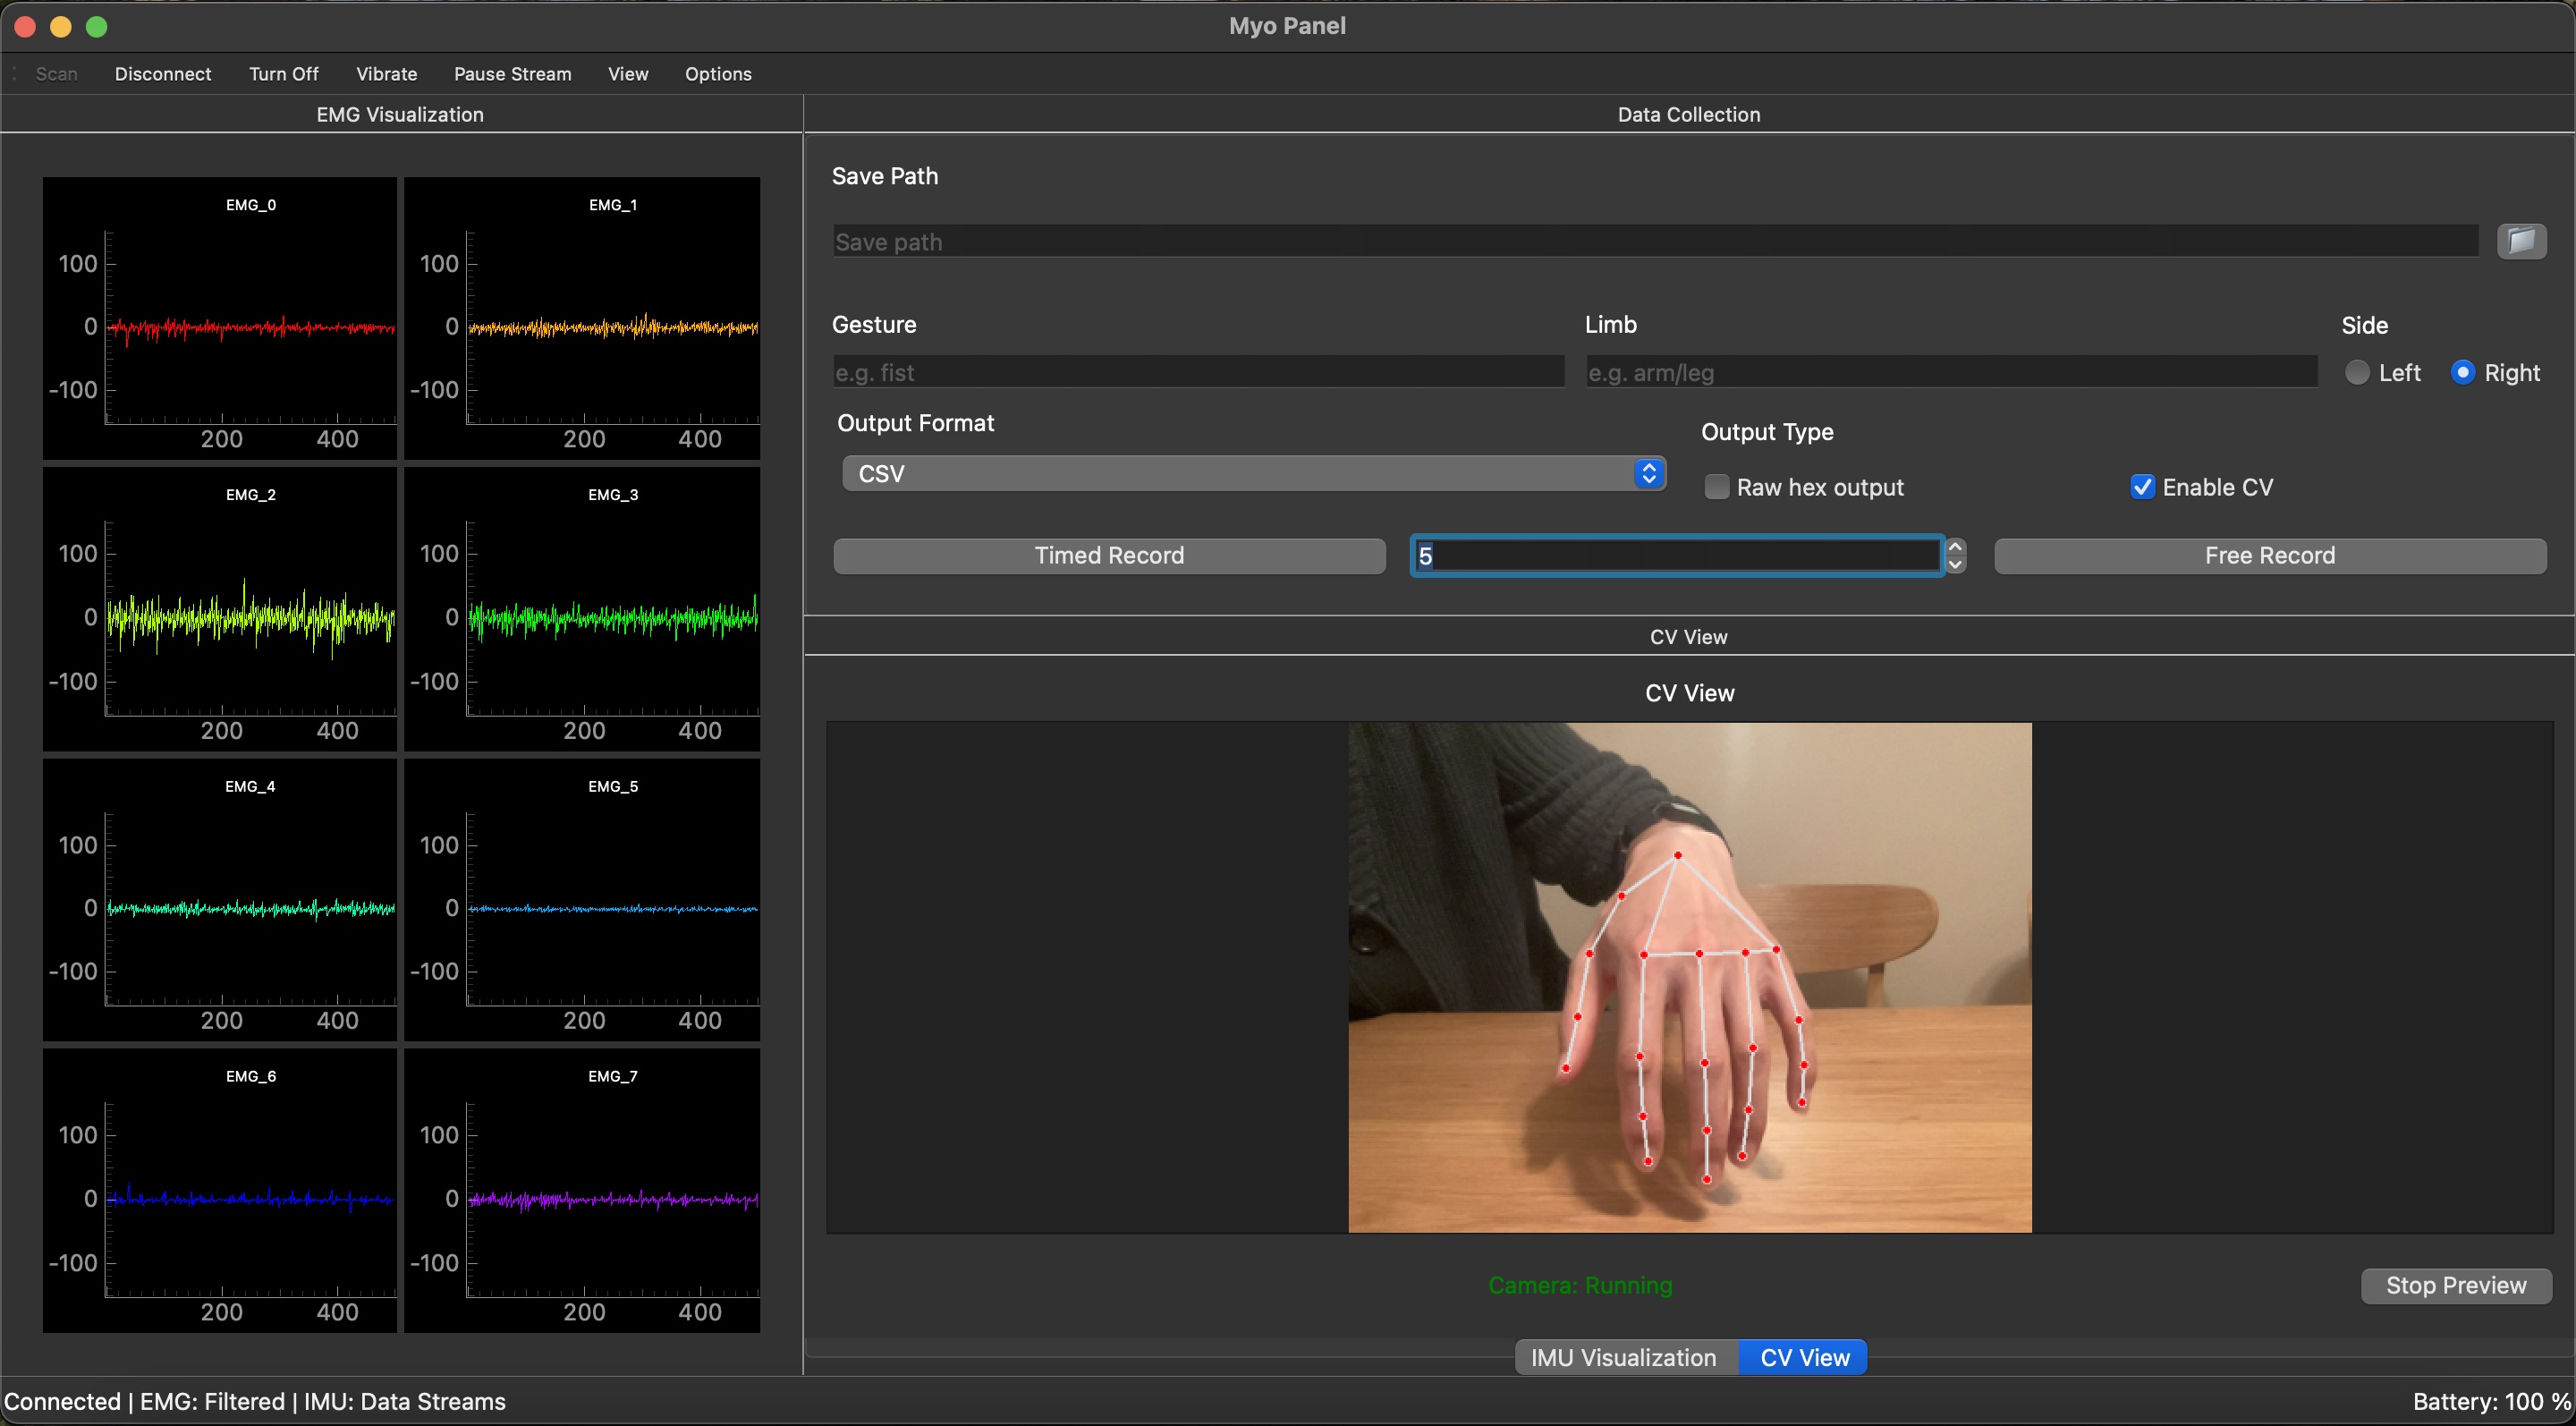 Myo Panel
Scan Disconnect Turn Off Vibrate Pause Stream View Options
EMG Visualization
EMG_0
100
0
-100
200 400
EMG_1
100
0
-100
200 400
EMG_2
100
0
-100
200 400
EMG_3
100
0
-100
200 400
EMG_4
100
0
-100
200 400
EMG_5
100
0
-100
200 400
EMG_6
100
0
-100
200 400
EMG_7
100
0
-100
200 400
Data Collection
Save Path
Save path
Gesture Limb Side
e.g. fist e.g. arm/leg Left Right
Output Format Output Type
CSV Raw hex output Enable CV
Timed Record 5 Free Record
CV View
CV View
Camera: Running Stop Preview
IMU Visualization CV View
Connected | EMG: Filtered | IMU: Data Streams Battery: 100 %